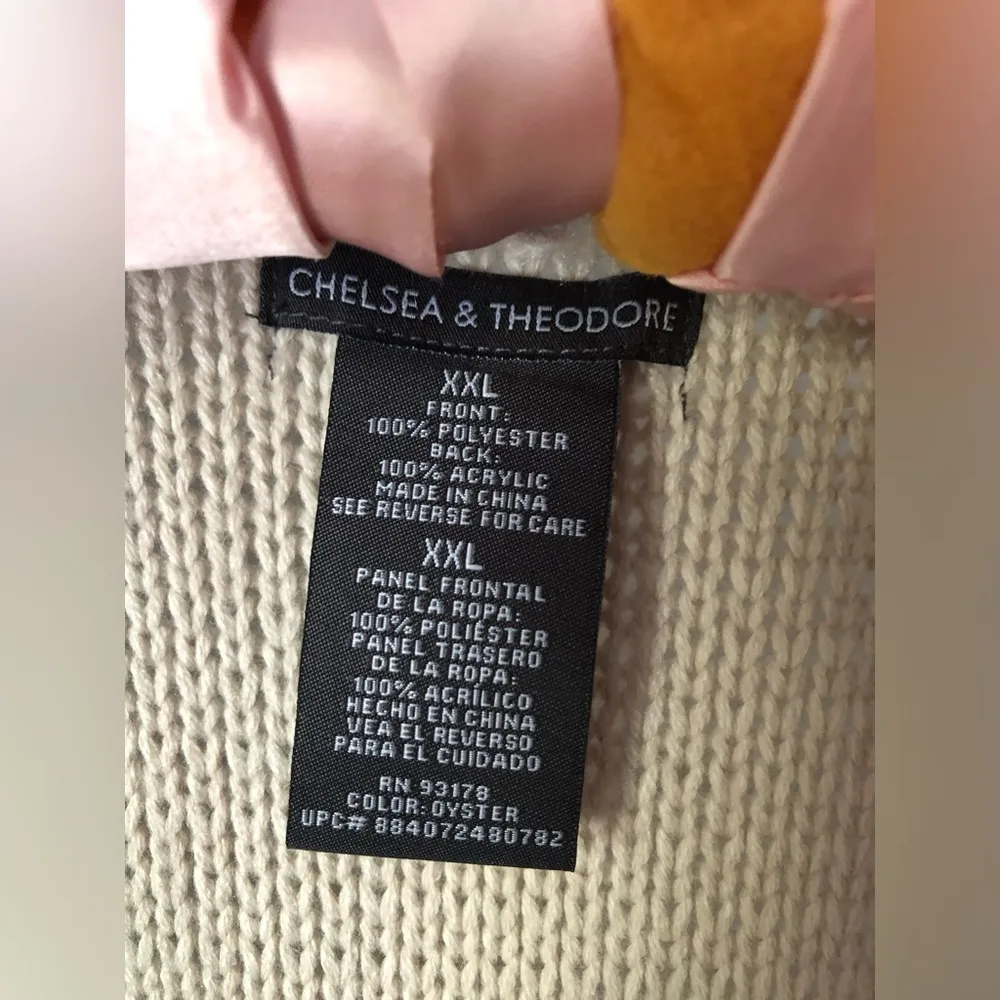 CHELSEA & THEODORE
XXL
FRONT:
100% POLYESTER
BACK:
100% ACRYLIC
MADE IN CHINA
SEE REVERSE FOR CARE
XXL
PANEL FRONTAL
DE LA ROPA:
100% POLIÉSTER
PANEL TRASERO
DE LA ROPA:
100% ACRÍLICO
HECHO EN CHINA
VEA EL REVERSO
PARA EL CUIDADO
RN 93178
COLOR: OYSTER
UPC# 884072480782